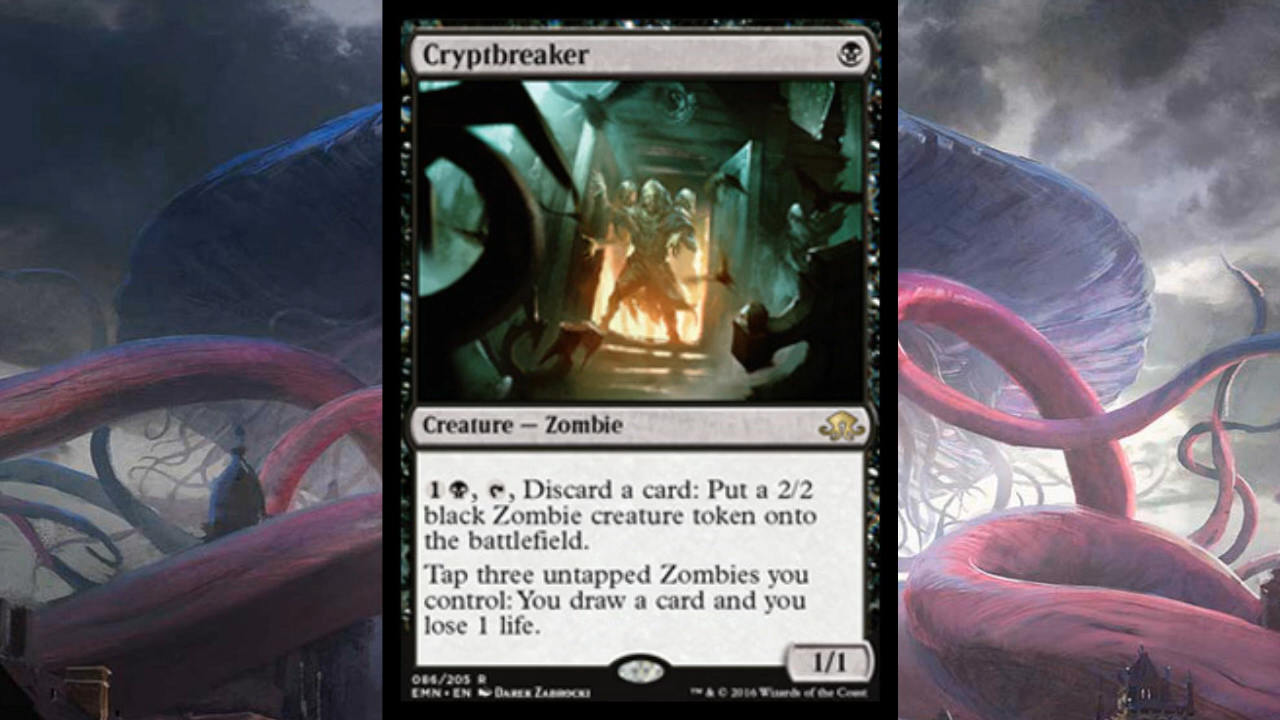 Cryptbreaker
Creature — Zombie
1, , Discard a card: Put a 2/2
black Zombie creature token onto
the battlefield.
Tap three untapped Zombies you
control: You draw a card and you
lose 1 life.
1/1
086/205 R
EMN • EN Darek Zabrocki
™ & © 2016 Wizards of the Coast